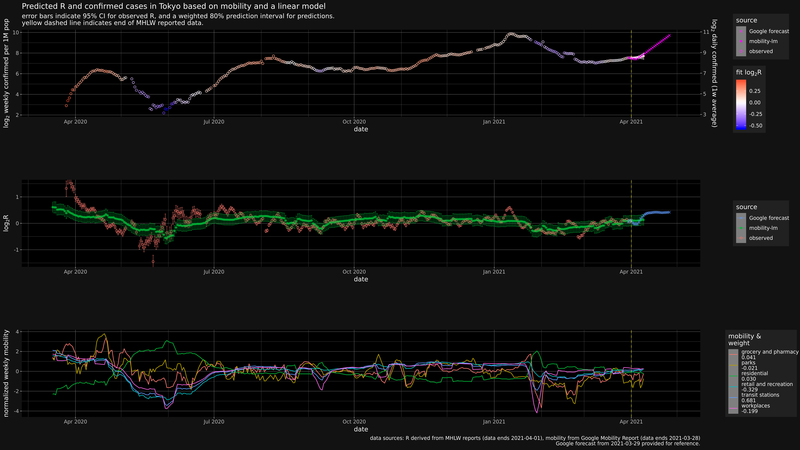 Predicted R and confirmed cases in Tokyo based on mobility and a linear model
error bars indicate 95% CI for observed R, and a weighted 80% prediction interval for predictions.
yellow dashed line indicates end of MHLW reported data.
log₂ weekly confirmed per 1M pop
10
8
6
4
2
11
9
7
5
3
log₂ daily confirmed (1w average)
Apr 2020
Jul 2020
Oct 2020
Jan 2021
Apr 2021
date
source
Google forecast
mobility-lm
observed
fit log₂R
0.25
0.00
-0.25
-0.50
log₂R
1
0
-1
Apr 2020
Jul 2020
Oct 2020
Jan 2021
Apr 2021
date
source
Google forecast
mobility-lm
observed
normalized weekly mobility
4
2
0
-2
-4
Apr 2020
Jul 2020
Oct 2020
Jan 2021
Apr 2021
date
mobility &
weight
grocery and pharmacy
0.041
parks
-0.021
residential
0.030
retail and recreation
-0.329
transit stations
0.681
workplaces
-0.199
data sources: R derived from MHLW reports (data ends 2021-04-01), mobility from Google Mobility Report (data ends 2021-03-28)
Google forecast from 2021-03-29 provided for reference.